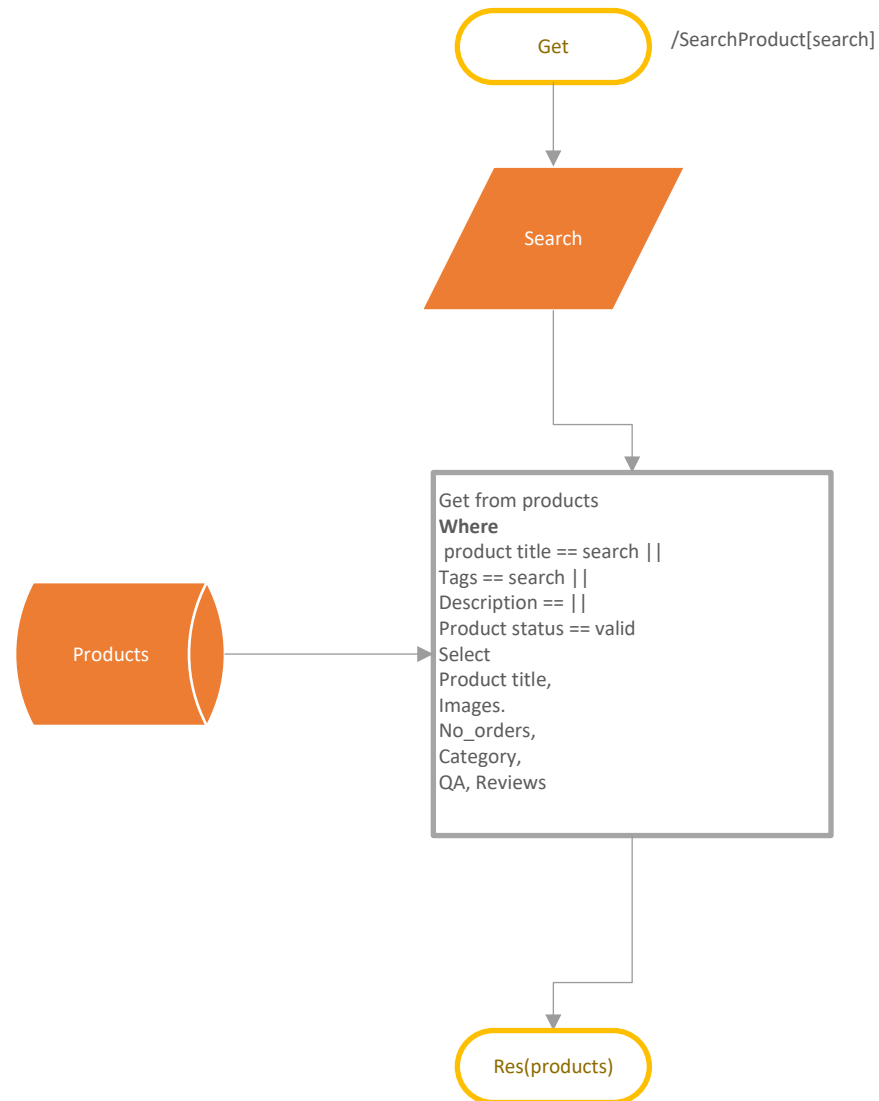 Get
/SearchProduct[search]
Search
Get from products
Where
product title == search ||
Tags == search ||
Description == ||
Product status == valid
Select
Product title,
Images.
No_orders,
Category,
QA, Reviews
Products
Res(products)